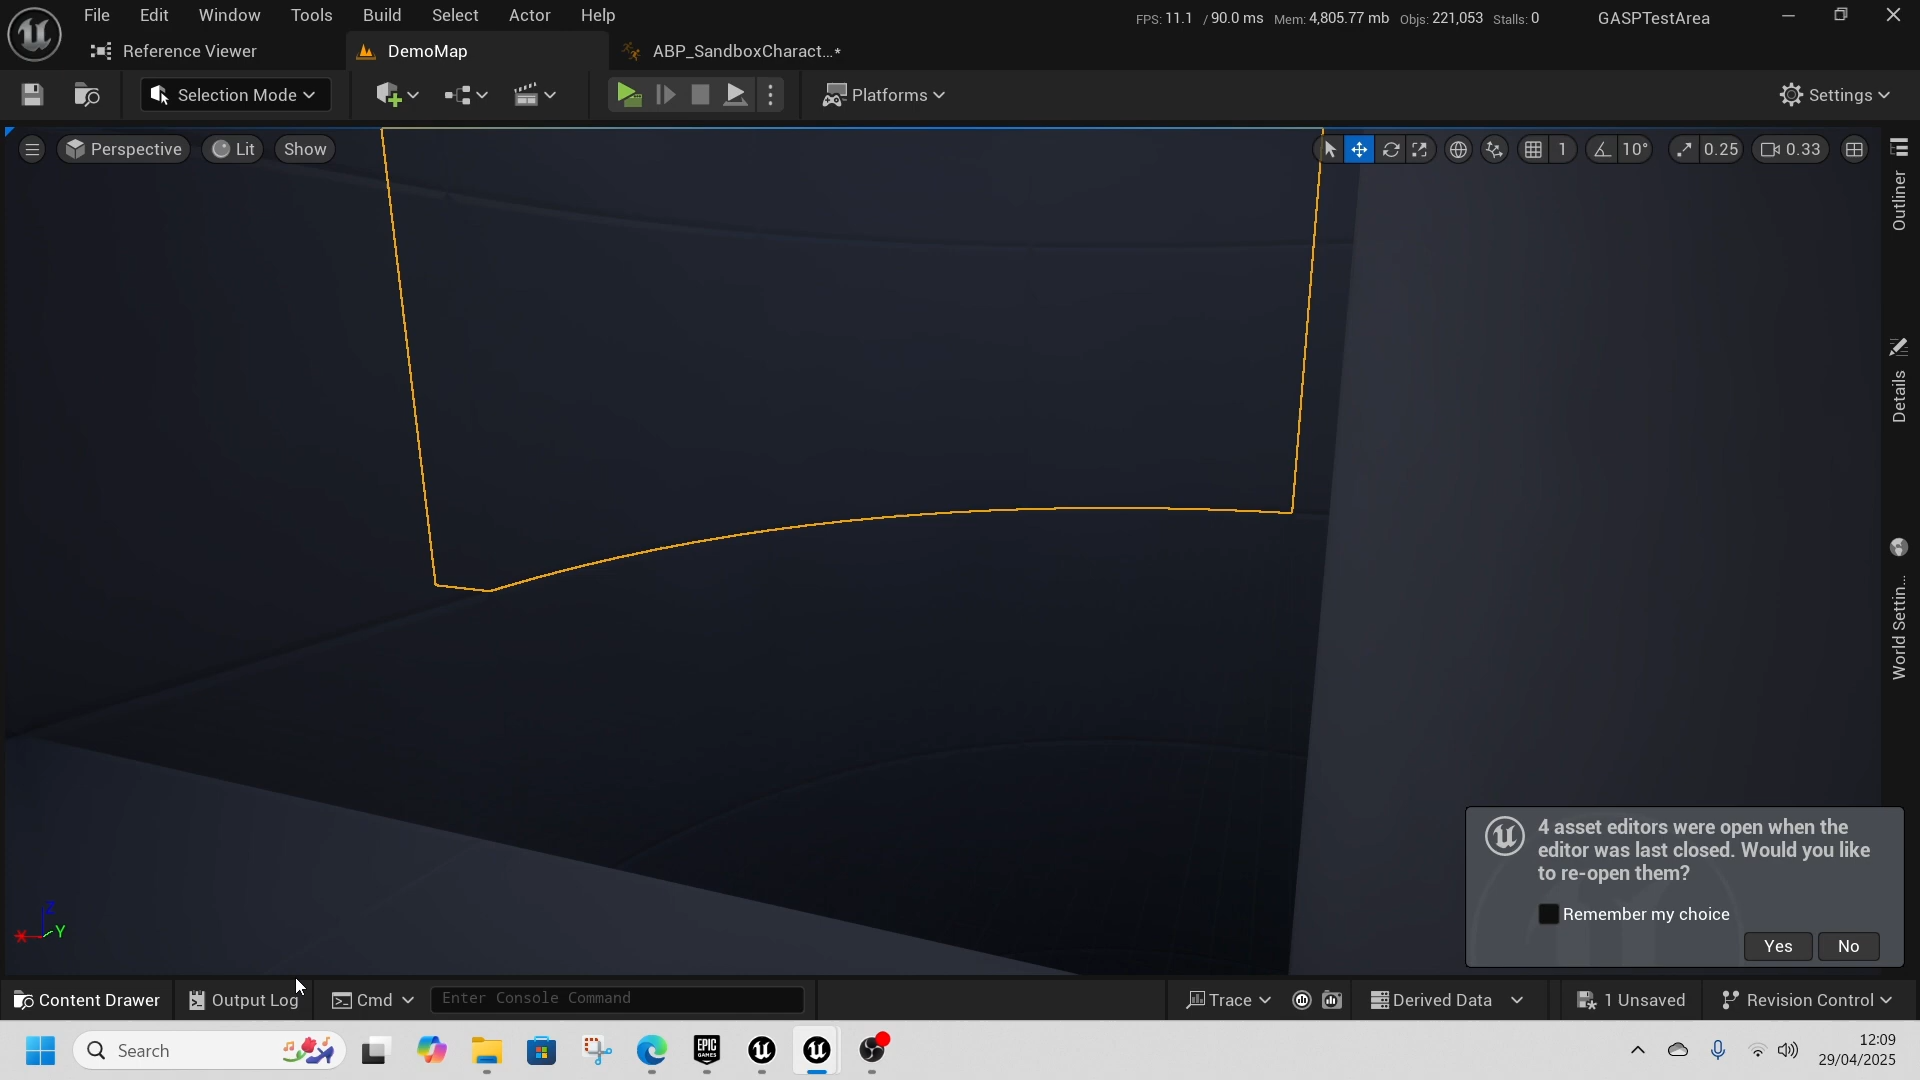 File Edit Window Tools Build Select Actor Help
FPS: 11.1 / 90.0 ms Mem: 4,805.77 mb Objs: 221,053 Stalls: 0 GASPTestArea
Reference Viewer DemoMap ABP_SandboxCharact...*
Selection Mode Platforms Settings
Perspective Lit Show 1 10° 0.25 0.33
Outliner
Details
World Settin...
4 asset editors were open when the
editor was last closed. Would you like
to re-open them?
Remember my choice
Yes No
Z
X Y
Content Drawer Output Log Cmd Enter Console Command Trace Derived Data 1 Unsaved Revision Control
Search EPIC GAMES 12:09
29/04/2025